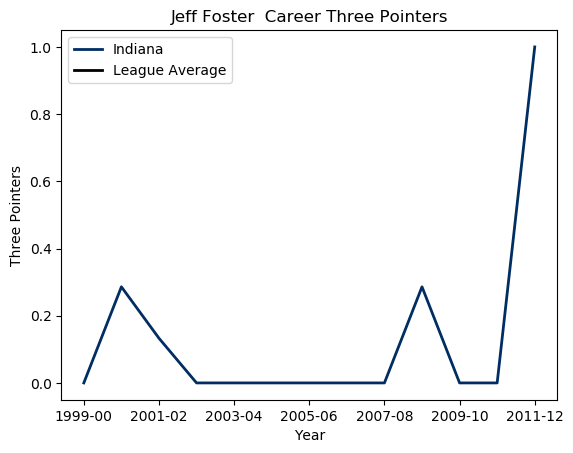 Jeff Foster  Career Three Pointers
Indiana
League Average
1.0
0.8
0.6
0.4
0.2
0.0
Three Pointers
1999-00 2001-02 2003-04 2005-06 2007-08 2009-10 2011-12
Year